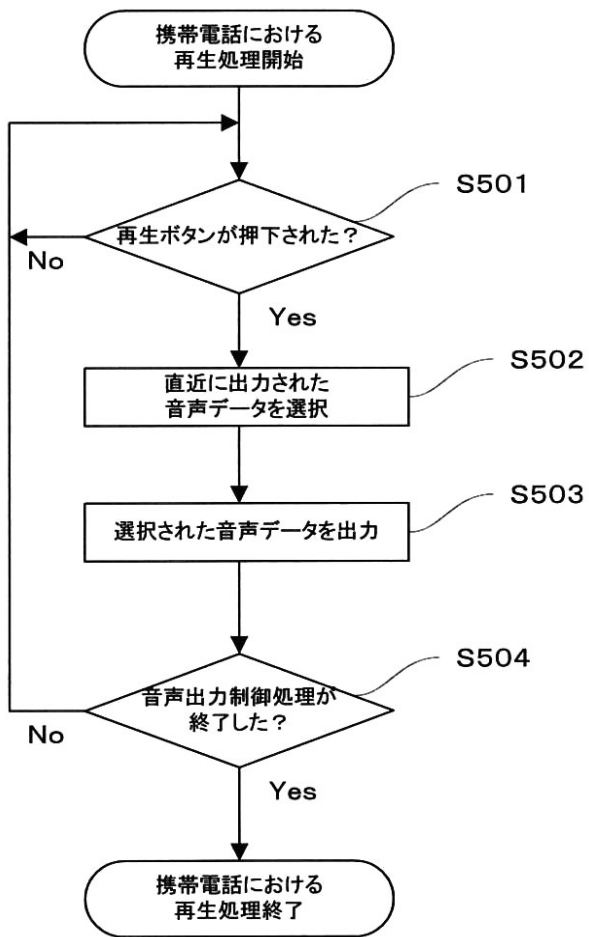 携帯電話における
再生処理開始
S501
再生ボタンが押下された？
No
Yes
S502
直近に出力された
音声データを選択
S503
選択された音声データを出力
S504
音声出力制御処理が
終了した？
No
Yes
携帯電話における
再生処理終了